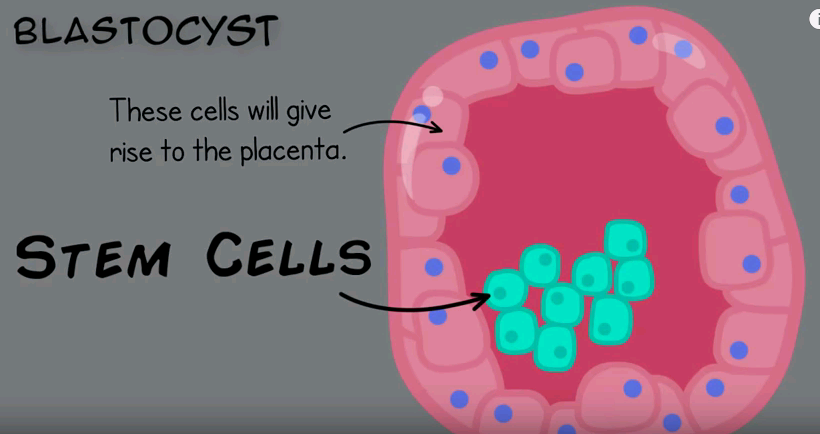 BLASTOCYST
These cells will give
rise to the placenta.
STEM CELLS
i